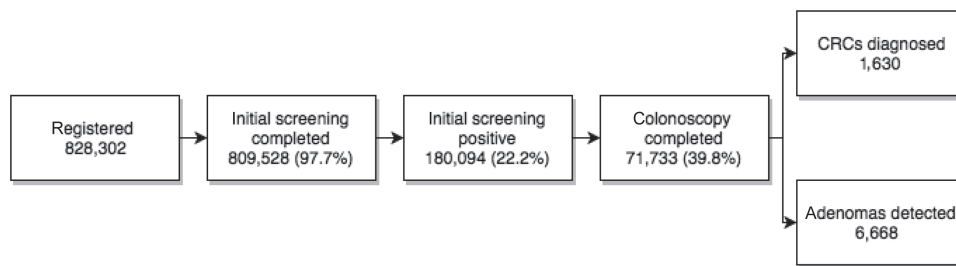 Registered
828,302
Initial screening
completed
809,528 (97.7%)
Initial screening
positive
180,094 (22.2%)
Colonoscopy
completed
71,733 (39.8%)
CRCs diagnosed
1,630
Adenomas detected
6,668